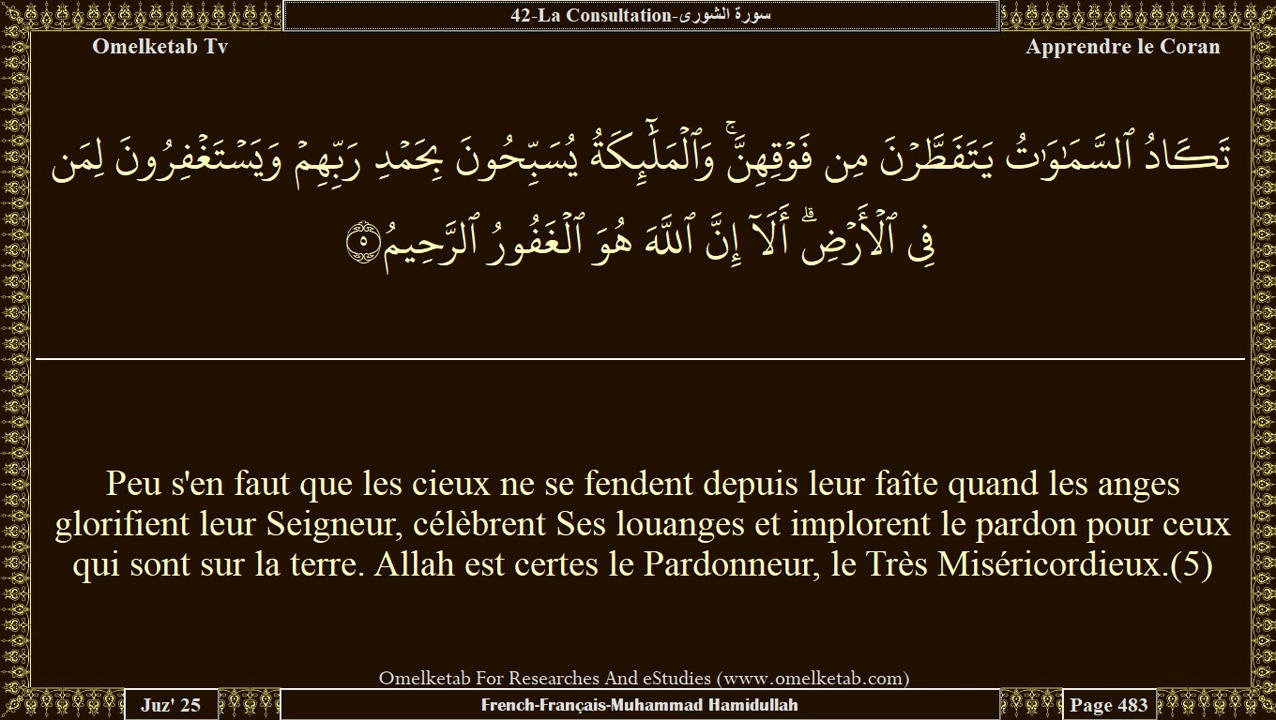 42-La Consultation-سورة الشورى
Omelketab Tv
Apprendre le Coran
تَكَادُ ٱلسَّمَٰوَٰتُ يَتَفَطَّرۡنَ مِن فَوۡقِهِنَّۚ وَٱلۡمَلَٰٓئِكَةُ يُسَبِّحُونَ بِحَمۡدِ رَبِّهِمۡ وَيَسۡتَغۡفِرُونَ لِمَن
فِي ٱلۡأَرۡضِۗ أَلَآ إِنَّ ٱللَّهَ هُوَ ٱلۡغَفُورُ ٱلرَّحِيمُ ٥
Peu s'en faut que les cieux ne se fendent depuis leur faîte quand les anges
glorifient leur Seigneur, célèbrent Ses louanges et implorent le pardon pour ceux
qui sont sur la terre. Allah est certes le Pardonneur, le Très Miséricordieux.(5)
Omelketab For Researches And eStudies (www.omelketab.com)
Juz' 25
French-Français-Muhammad Hamidullah
Page 483